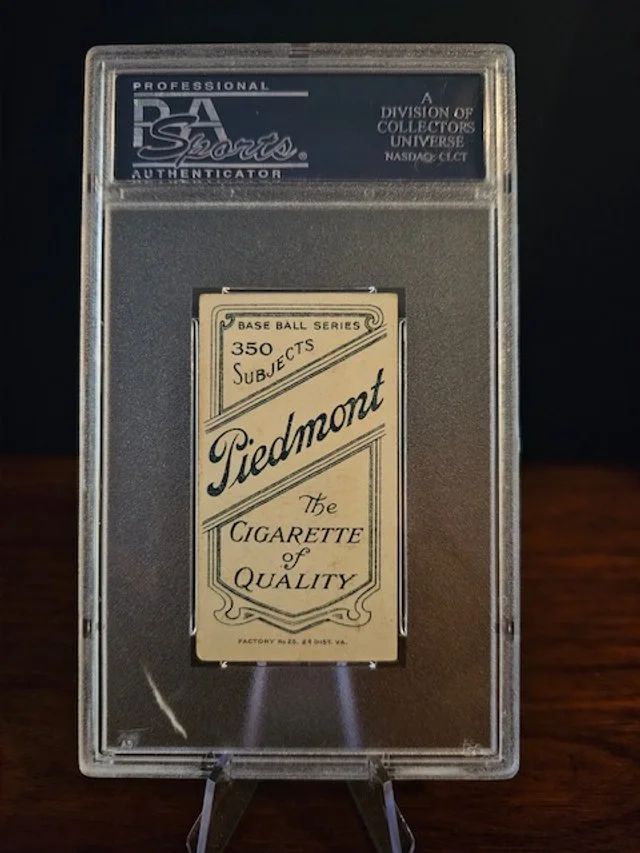 PROFESSIONAL
PSA
Sports
AUTHENTICATOR
A
DIVISION OF
COLLECTORS
UNIVERSE
NASDAQ: CLCT
BASE BALL SERIES
350
SUBJECTS
Piedmont
The
CIGARETTE
of
QUALITY
FACTORY No 25, 2d DIST. VA.